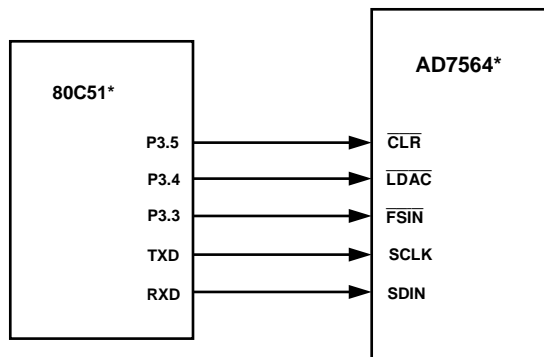 80C51*
AD7564*
P3.5
CLR
P3.4
LDAC
P3.3
FSIN
TXD
SCLK
RXD
SDIN